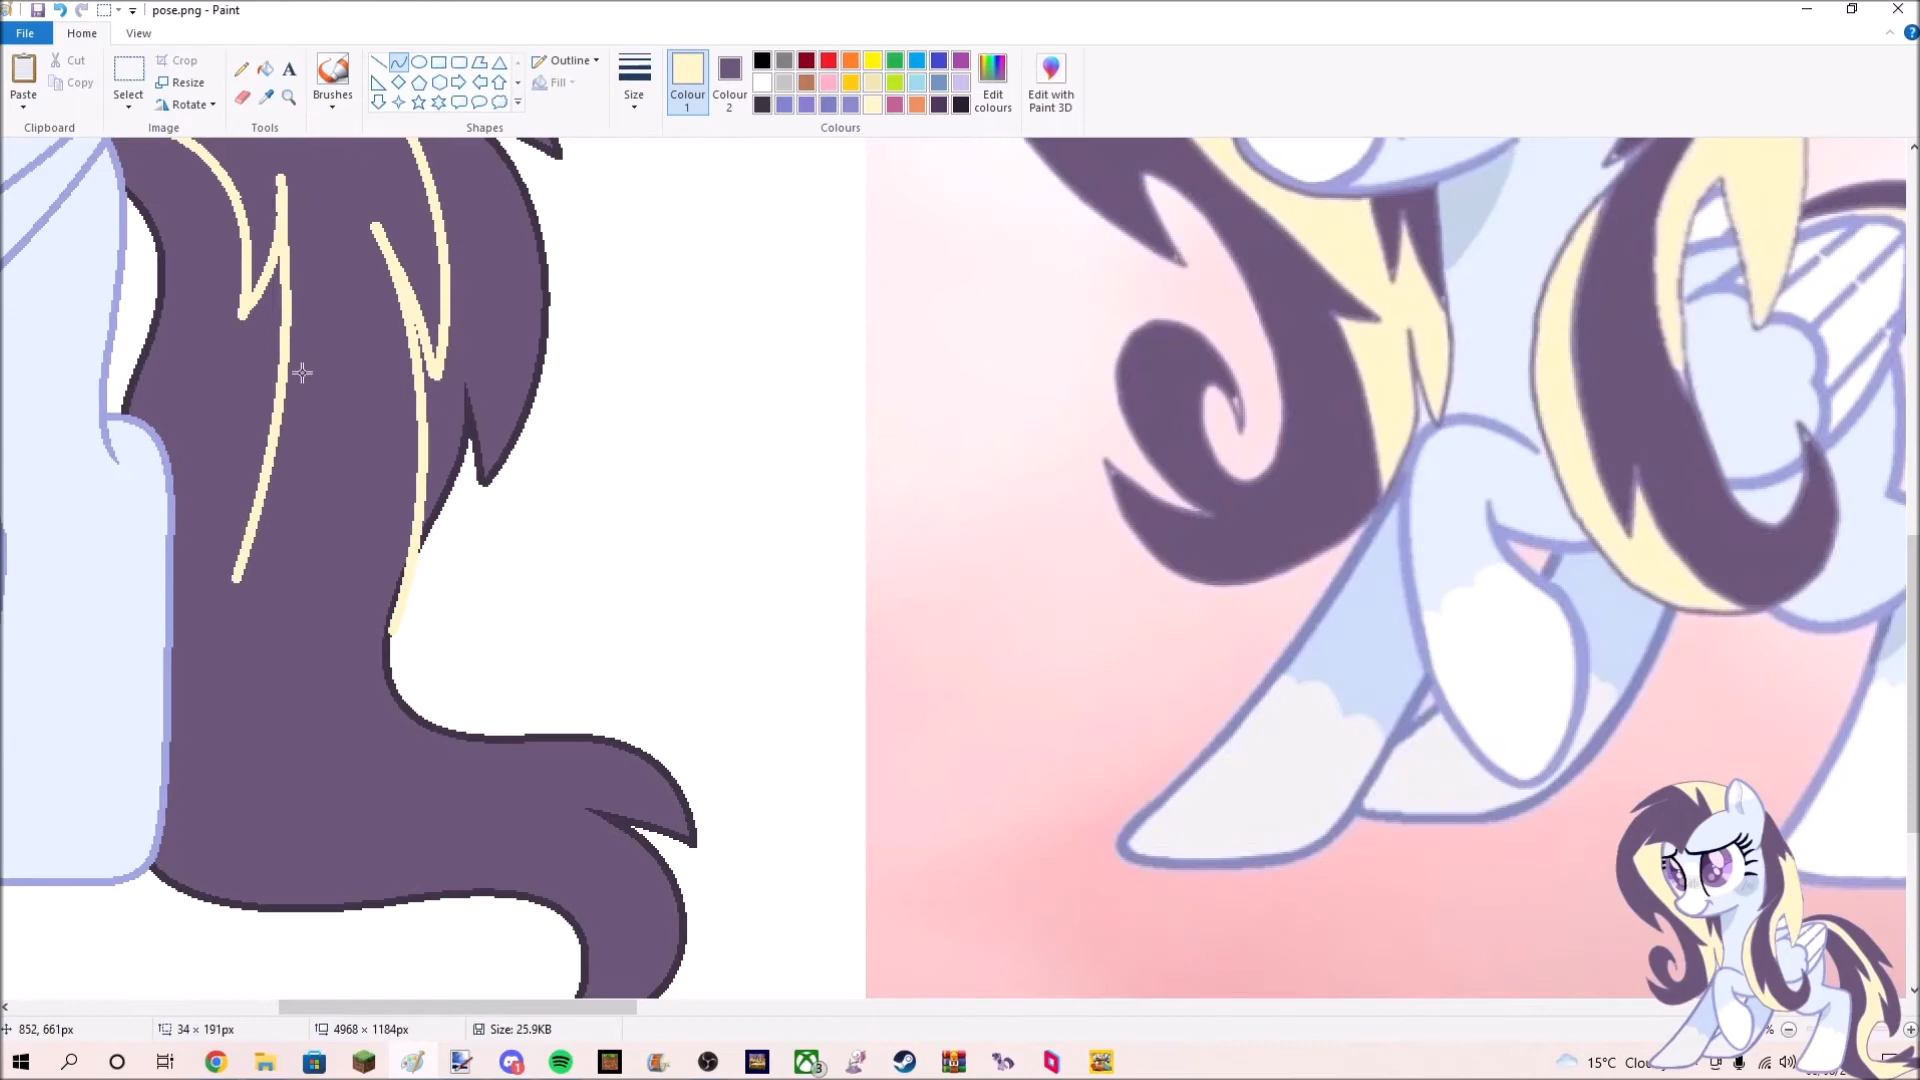 pose.png - Paint
File Home View
Paste
Cut
Copy
Clipboard
Select
Crop
Resize
Rotate
Image
A
Tools
Brushes
Outline
Fill
Shapes
Size
Colour 1
Colour 2
Edit colours
Colours
Edit with Paint 3D
852, 661px
34 × 191px
4968 × 1184px
Size: 25.9KB
%
1
3
15°C